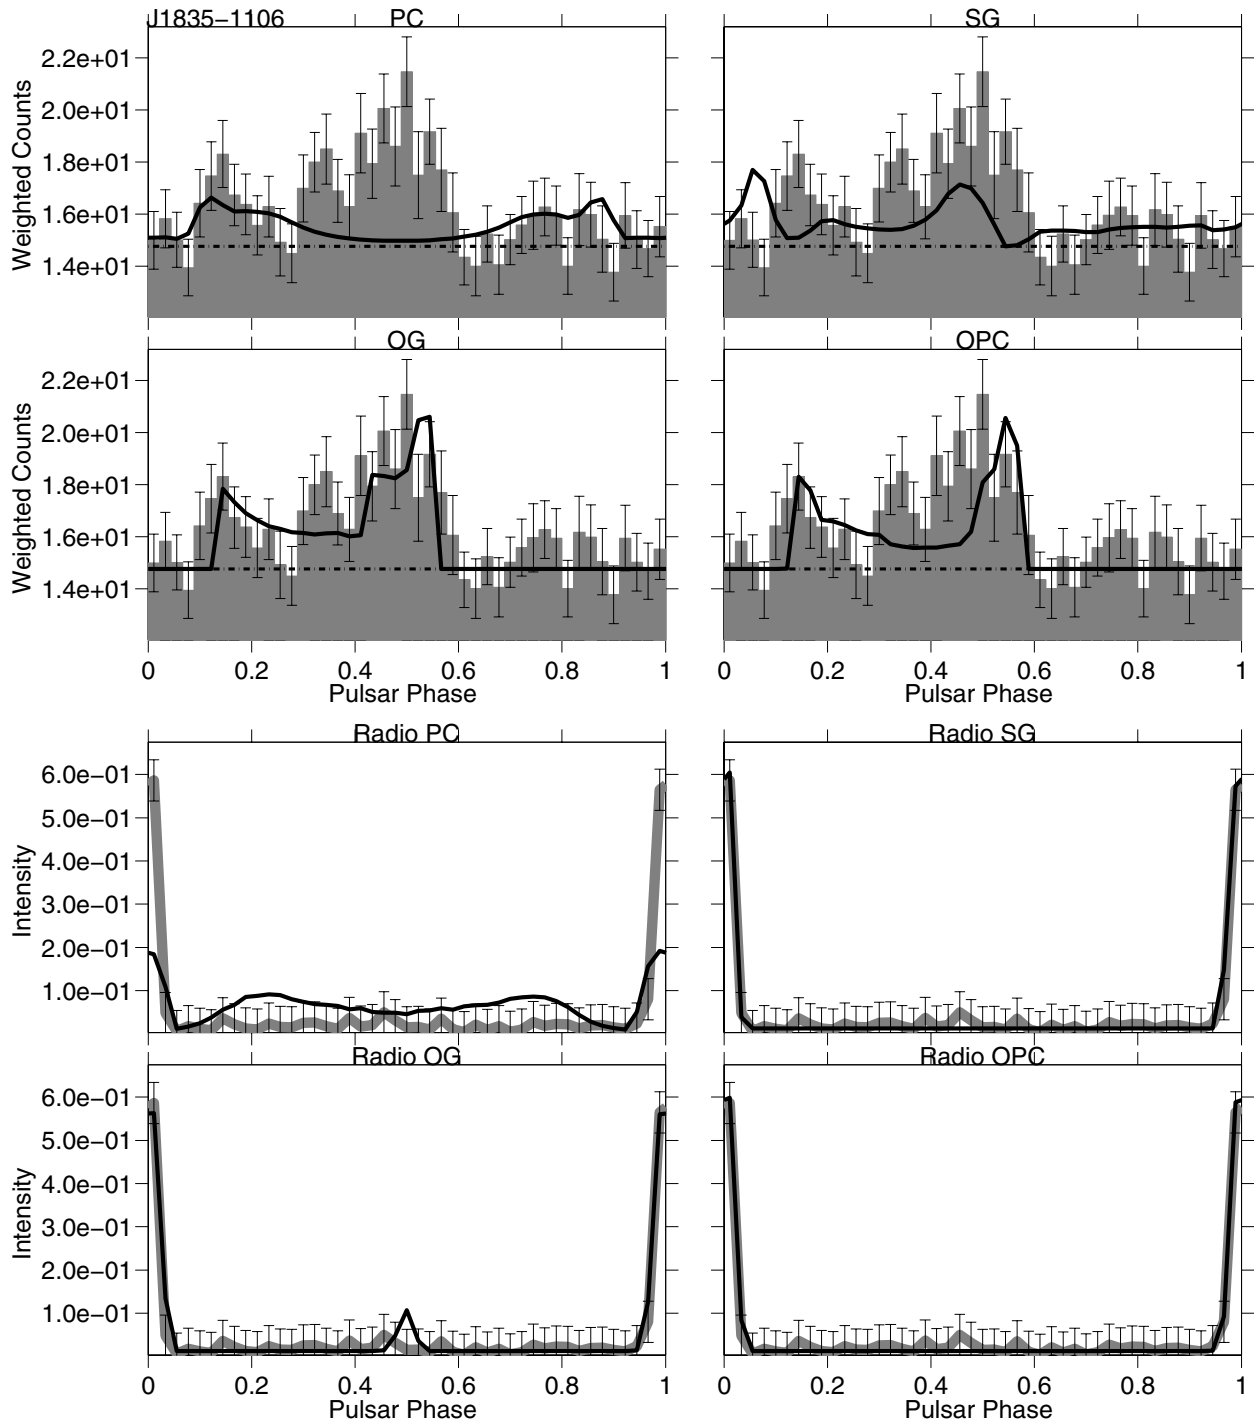 J1835−1106 PC SG
Weighted Counts
2.2e+01
2.0e+01
1.8e+01
1.6e+01
1.4e+01
OG OPC
Weighted Counts
2.2e+01
2.0e+01
1.8e+01
1.6e+01
1.4e+01
0 0.2 0.4 0.6 0.8 1 0 0.2 0.4 0.6 0.8 1
Pulsar Phase Pulsar Phase
Radio PC Radio SG
Intensity
6.0e−01
5.0e−01
4.0e−01
3.0e−01
2.0e−01
1.0e−01
Radio OG Radio OPC
Intensity
6.0e−01
5.0e−01
4.0e−01
3.0e−01
2.0e−01
1.0e−01
0 0.2 0.4 0.6 0.8 1 0 0.2 0.4 0.6 0.8 1
Pulsar Phase Pulsar Phase